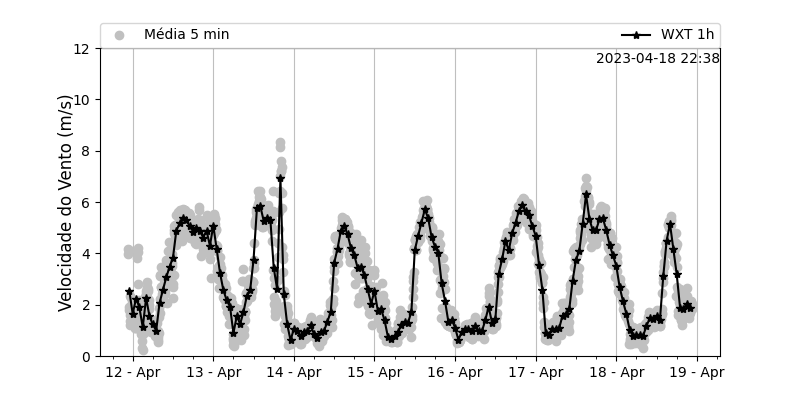 Média 5 min
WXT 1h
2023-04-18 22:38
Velocidade do Vento (m/s)
12
10
8
6
4
2
0
12 - Apr 13 - Apr 14 - Apr 15 - Apr 16 - Apr 17 - Apr 18 - Apr 19 - Apr